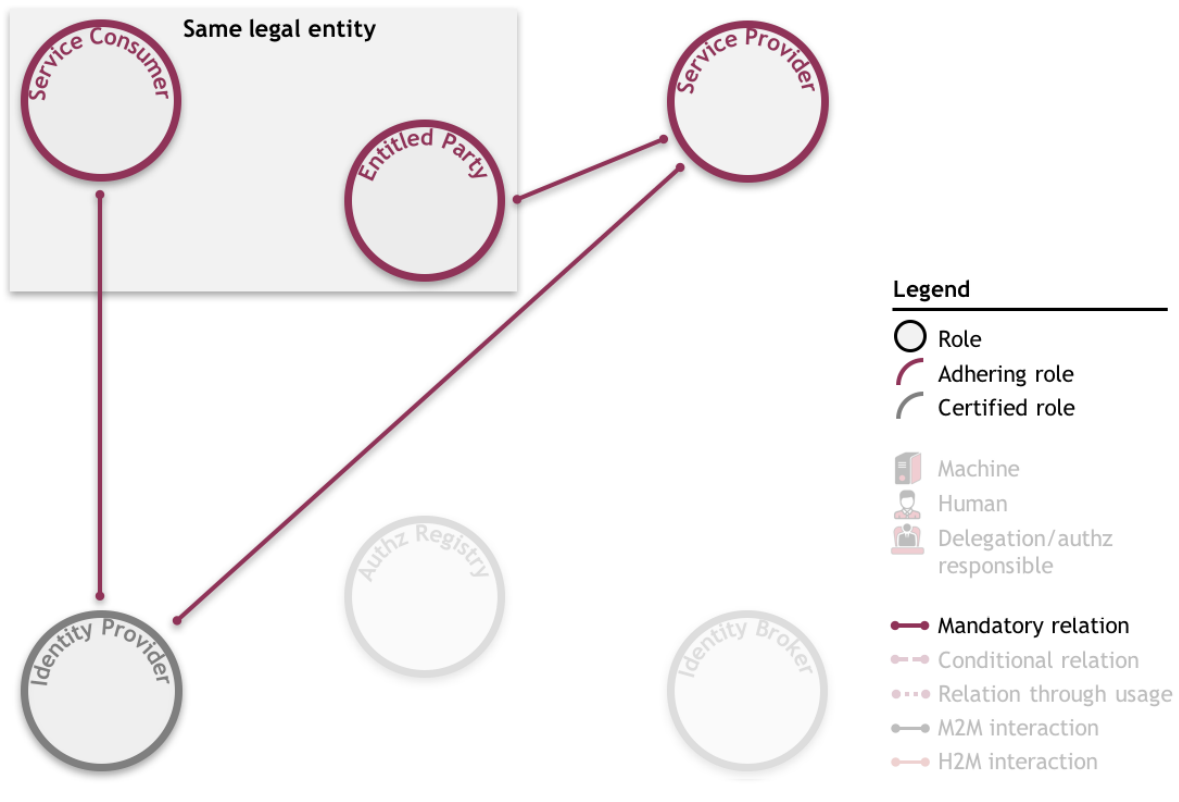 Same legal entity
Service Consumer
Service Provider
Entitled Party
Legend
Role
Adhering role
Certified role
Machine
Human
Delegation/authz
responsible
Authz Registry
Identity Provider
Identity Broker
Mandatory relation
Conditional relation
Relation through usage
M2M interaction
H2M interaction